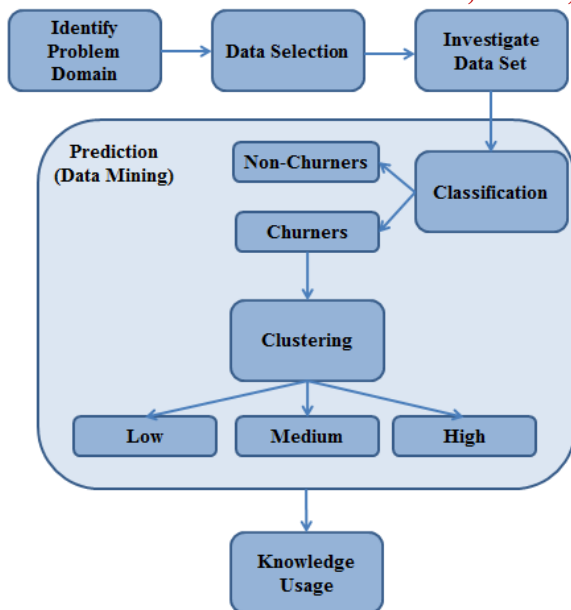 Identify
Problem
Domain
Data Selection
Investigate
Data Set
Prediction
(Data Mining)
Non-Churners
Classification
Churners
Clustering
Low
Medium
High
Knowledge
Usage